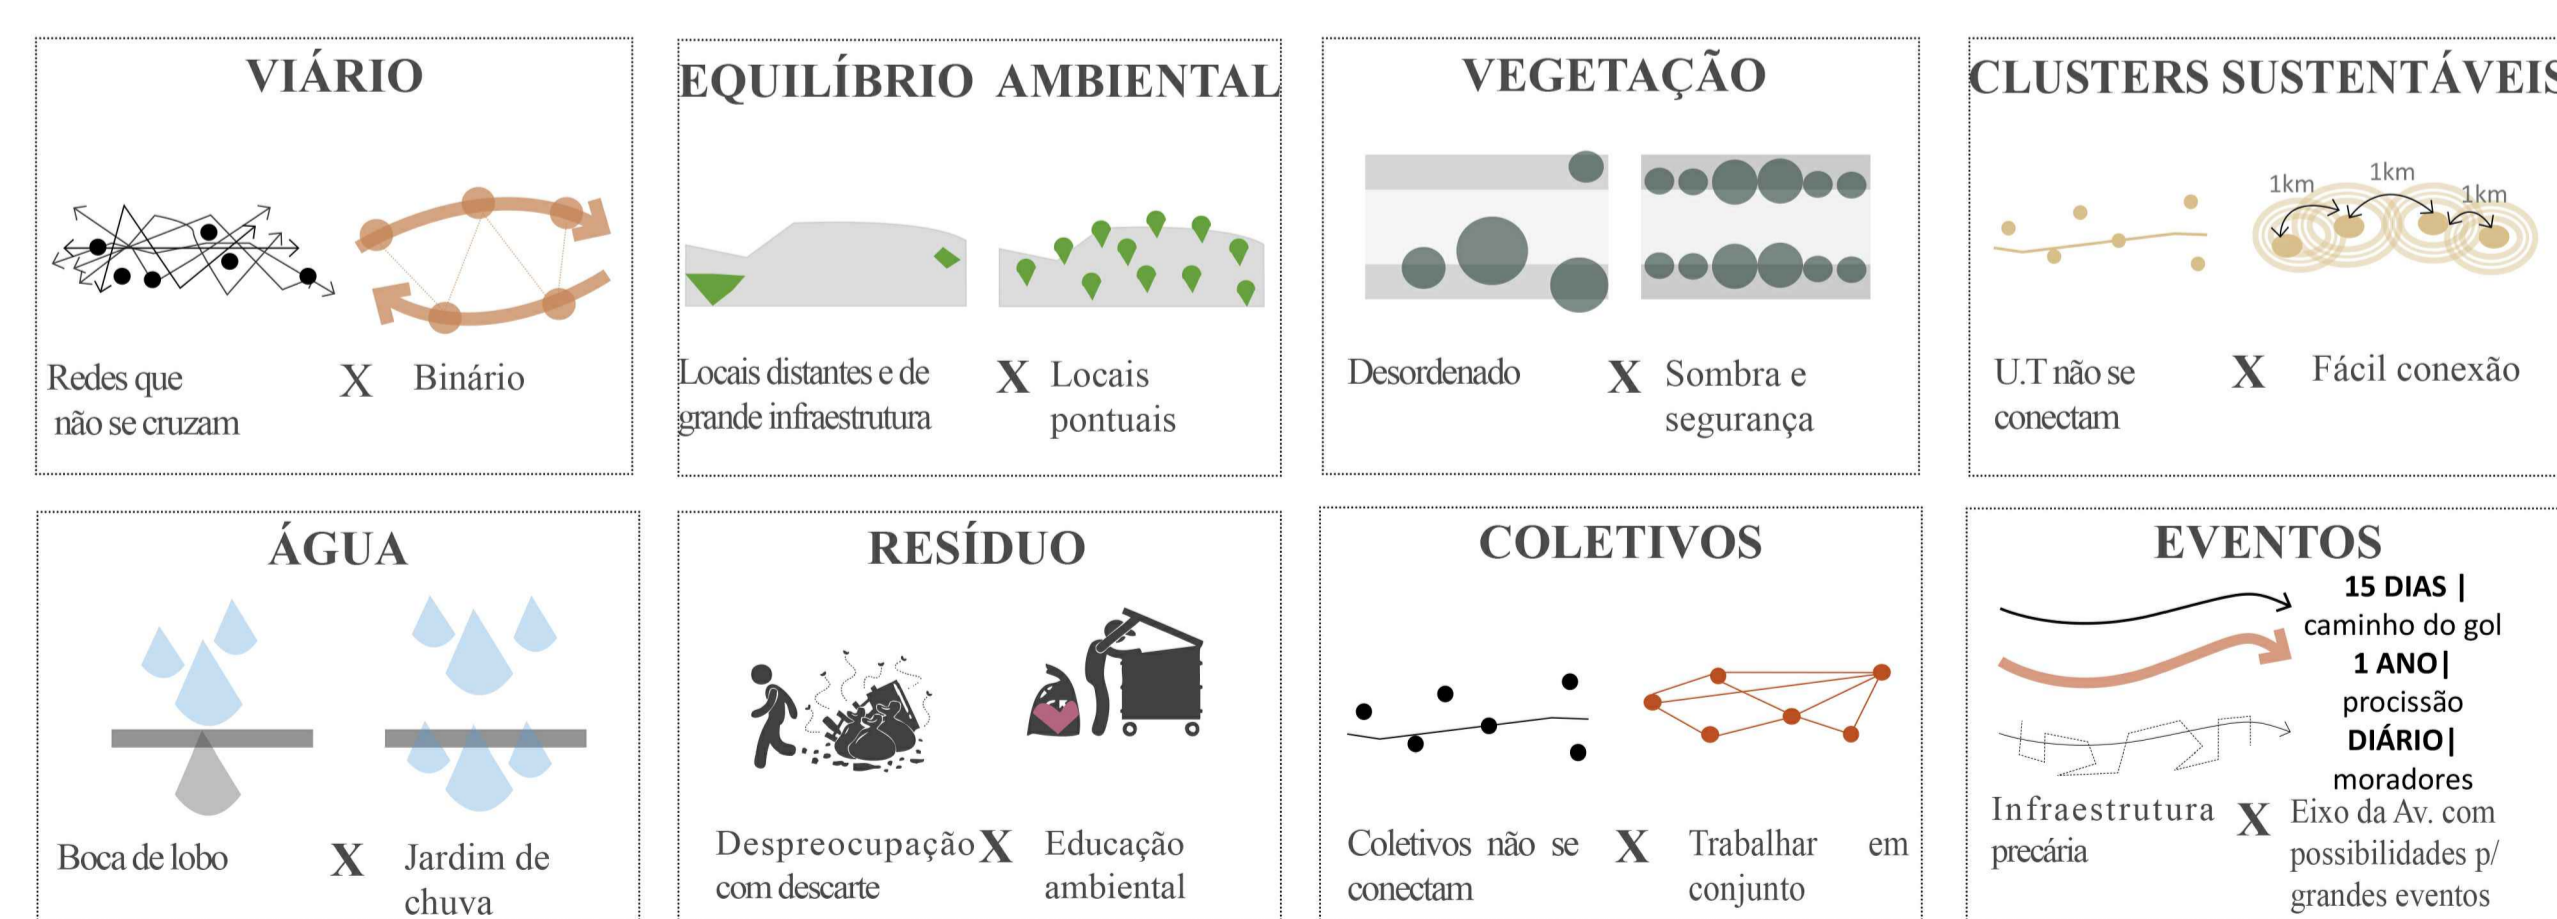 VIÁRIO
Redes que
não se cruzam
X
Binário
EQUILÍBRIO AMBIENTAL
Locais distantes e de
grande infraestrutura
X
Locais
pontuais
VEGETAÇÃO
Desordenado
X
Sombra e
segurança
CLUSTERS SUSTENTÁVEIS
1km
1km
1km
U.T não se
conectam
X
Fácil conexão
ÁGUA
Boca de lobo
X
Jardim de
chuva
RESÍDUO
Despreocupação
com descarte
X
Educação
ambiental
COLETIVOS
Coletivos não se
conectam
X
Trabalhar em
conjunto
EVENTOS
15 DIAS |
caminho do gol
1 ANO|
procissão
DIÁRIO|
moradores
Infraestrutura
precária
X
Eixo da Av. com
possibilidades p/
grandes eventos